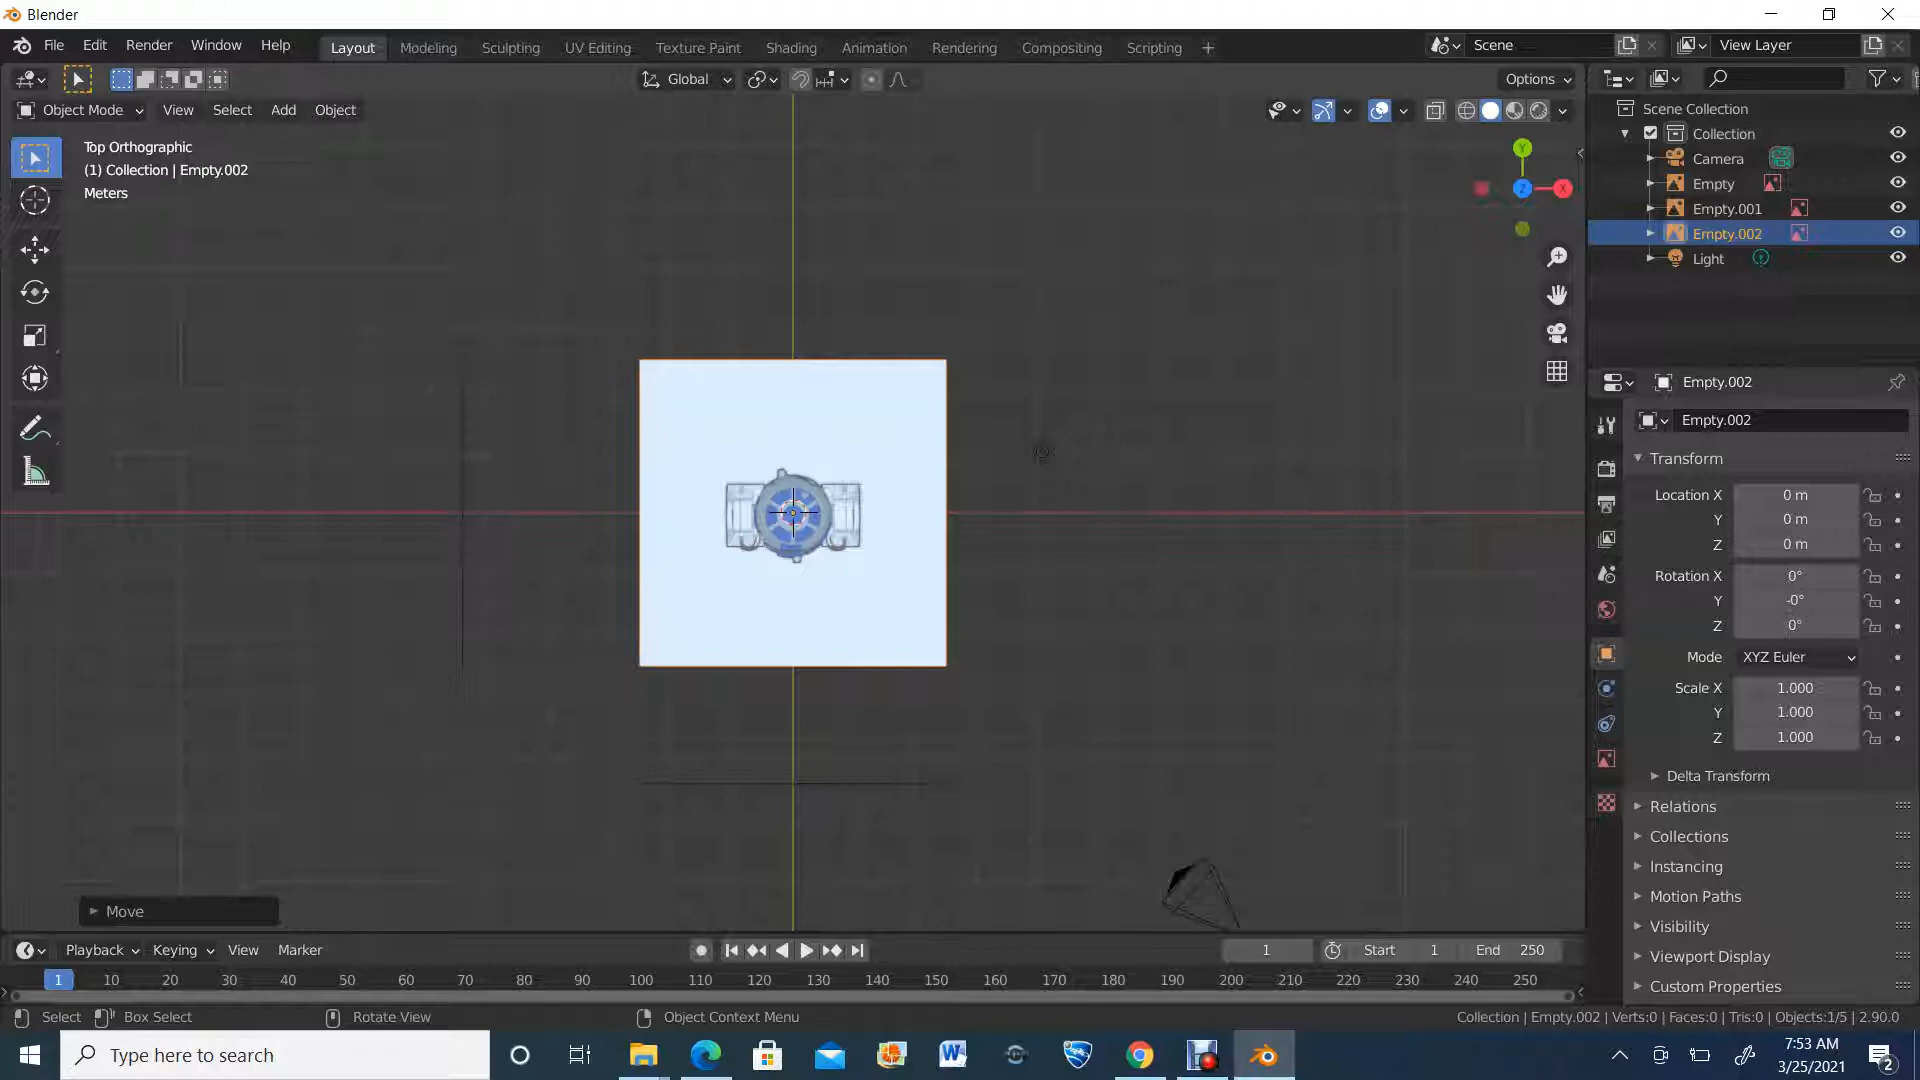 Blender
File Edit Render Window Help Layout Modeling Sculpting UV Editing Texture Paint Shading Animation Rendering Compositing Scripting Scene View Layer
Global Options
Object Mode View Select Add Object
Top Orthographic
(1) Collection | Empty.002
Meters
Y
Z
X
Move
Scene Collection
Collection
Camera
Empty
Empty.001
Empty.002
Light
Empty.002
Empty.002
Transform
Location X 0 m
Y 0 m
Z 0 m
Rotation X 0°
Y -0°
Z 0°
Mode XYZ Euler
Scale X 1.000
Y 1.000
Z 1.000
Delta Transform
Relations
Collections
Instancing
Motion Paths
Visibility
Viewport Display
Custom Properties
Playback Keying View Marker 1 Start 1 End 250
1 10 20 30 40 50 60 70 80 90 100 110 120 130 140 150 160 170 180 190 200 210 220 230 240 250
Select Box Select Rotate View Object Context Menu Collection | Empty.002 | Verts:0 | Faces:0 | Tris:0 | Objects:1/5 | 2.90.0
Type here to search
7:53 AM
3/25/2021
2